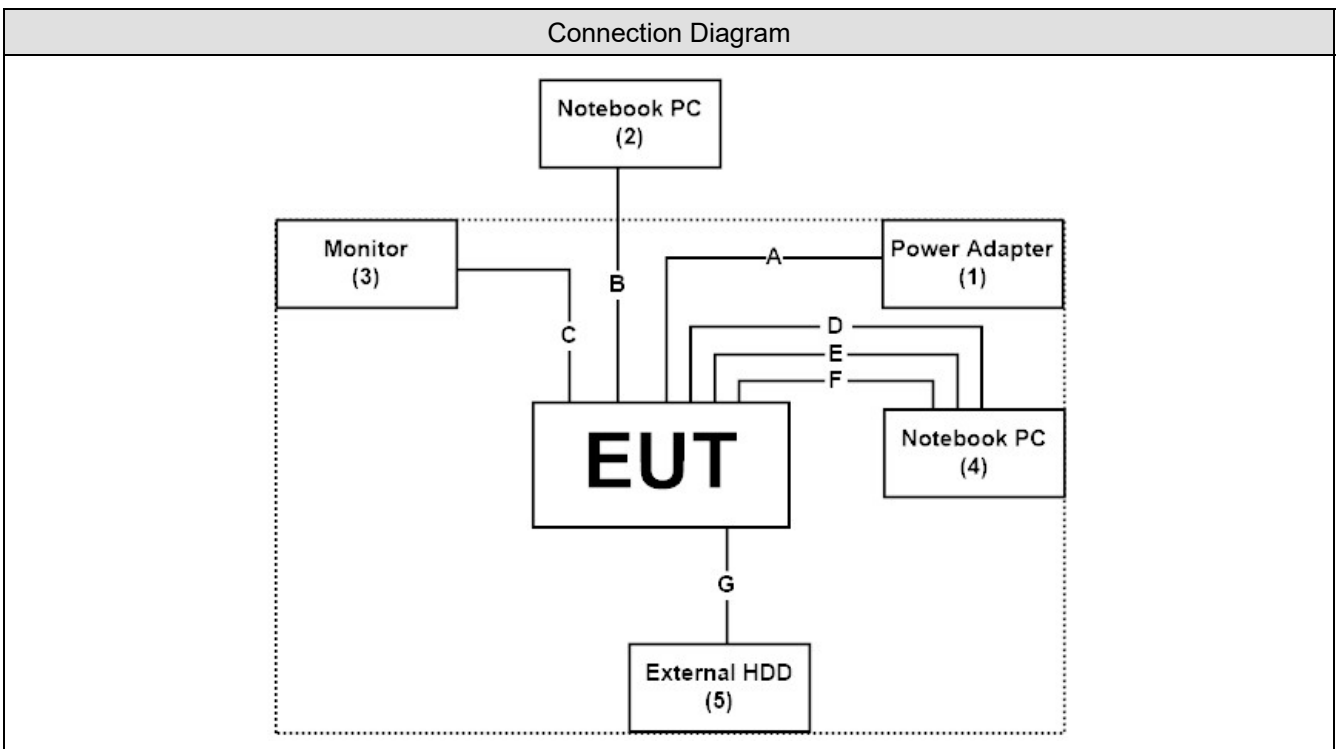 Connection Diagram
Notebook PC
(2)
Monitor
(3)
Power Adapter
(1)
A
B
C
D
E
F
Notebook PC
(4)
EUT
G
External HDD
(5)